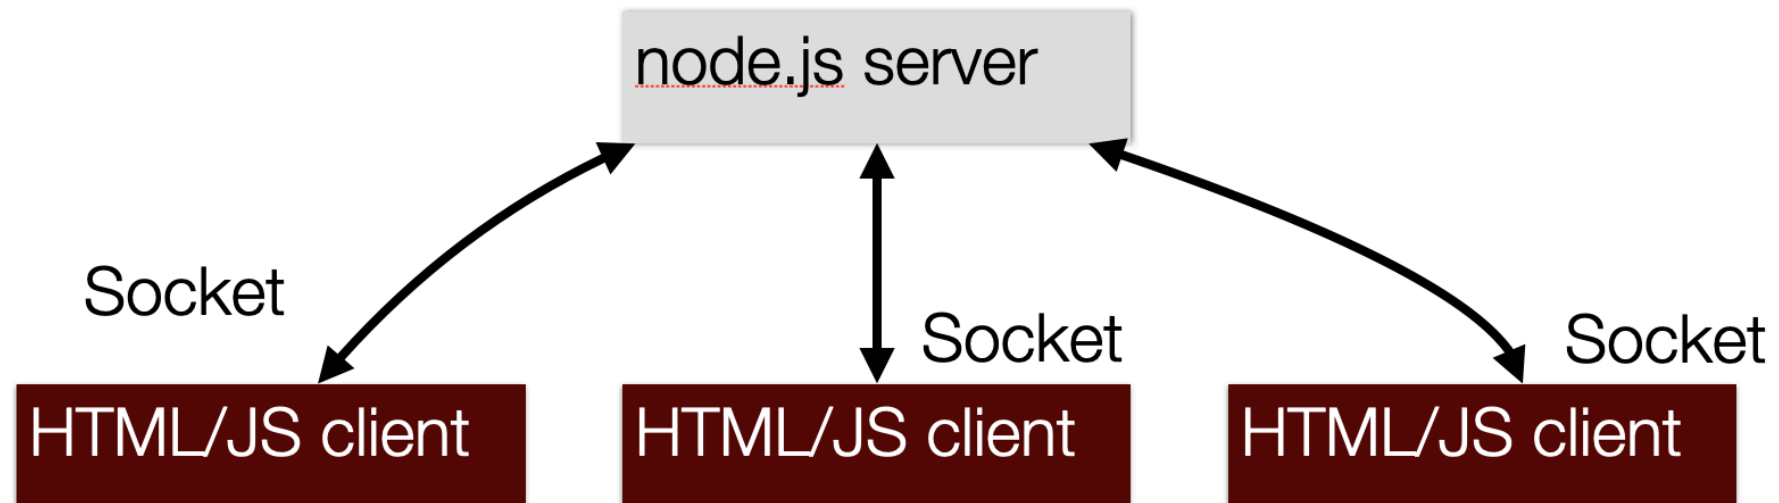 node.js server
Socket
Socket
Socket
HTML/JS client
HTML/JS client
HTML/JS client